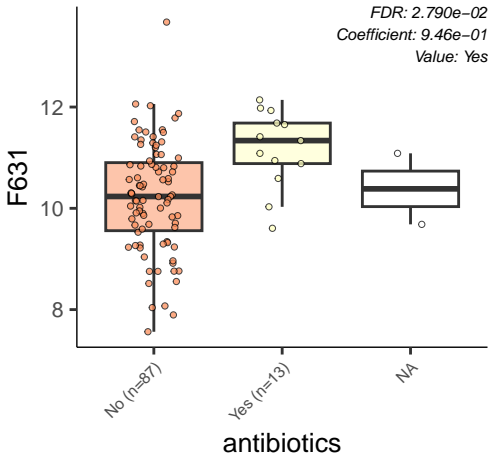 FDR: 2.790e−02
Coefficient: 9.46e−01
Value: Yes
F631
12
10
8
No (n=87)
Yes (n=13)
NA
antibiotics